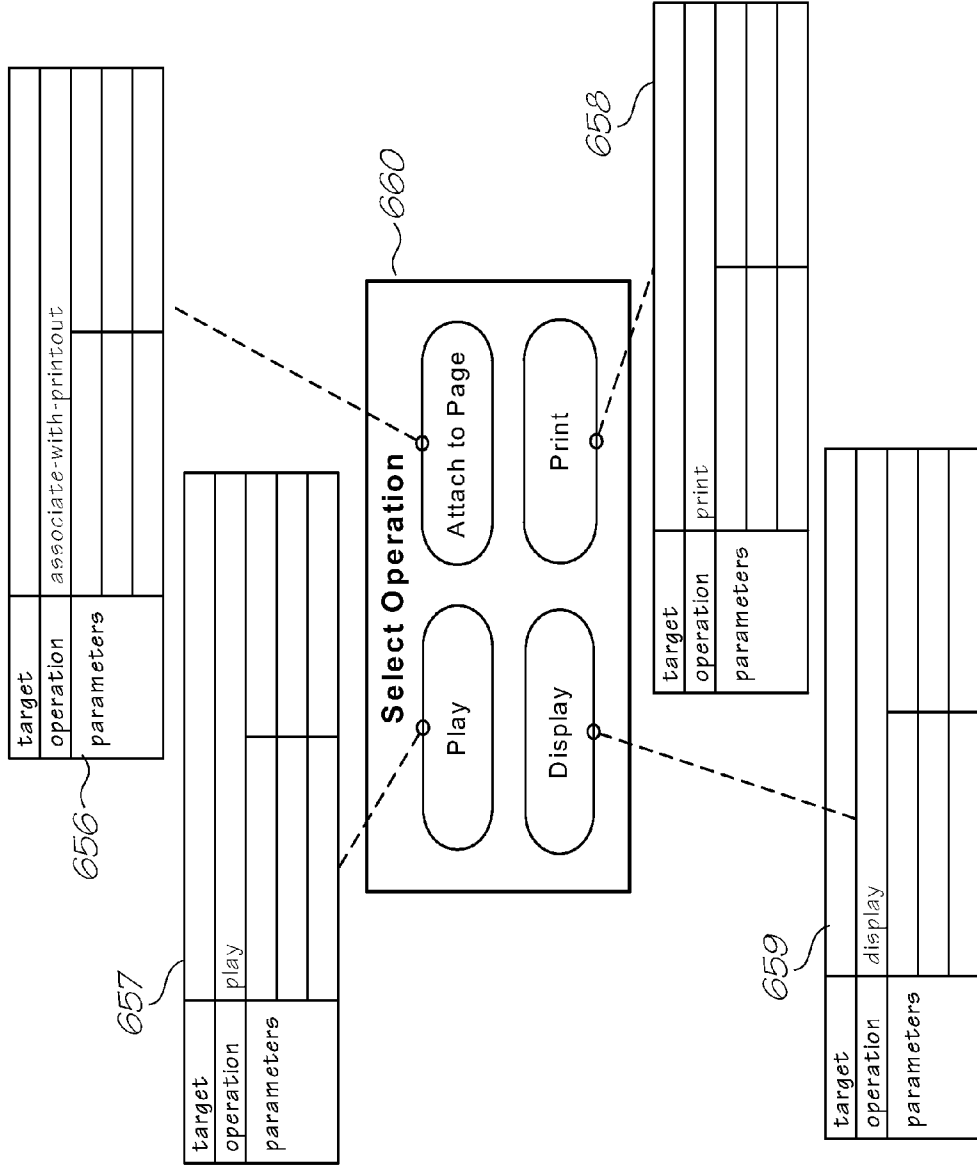 target
operation associate-with-printout
parameters
656
657
target
operation play
parameters
Select Operation
660
Play
Attach to Page
Display
Print
658
target
operation print
parameters
659
target
operation display
parameters